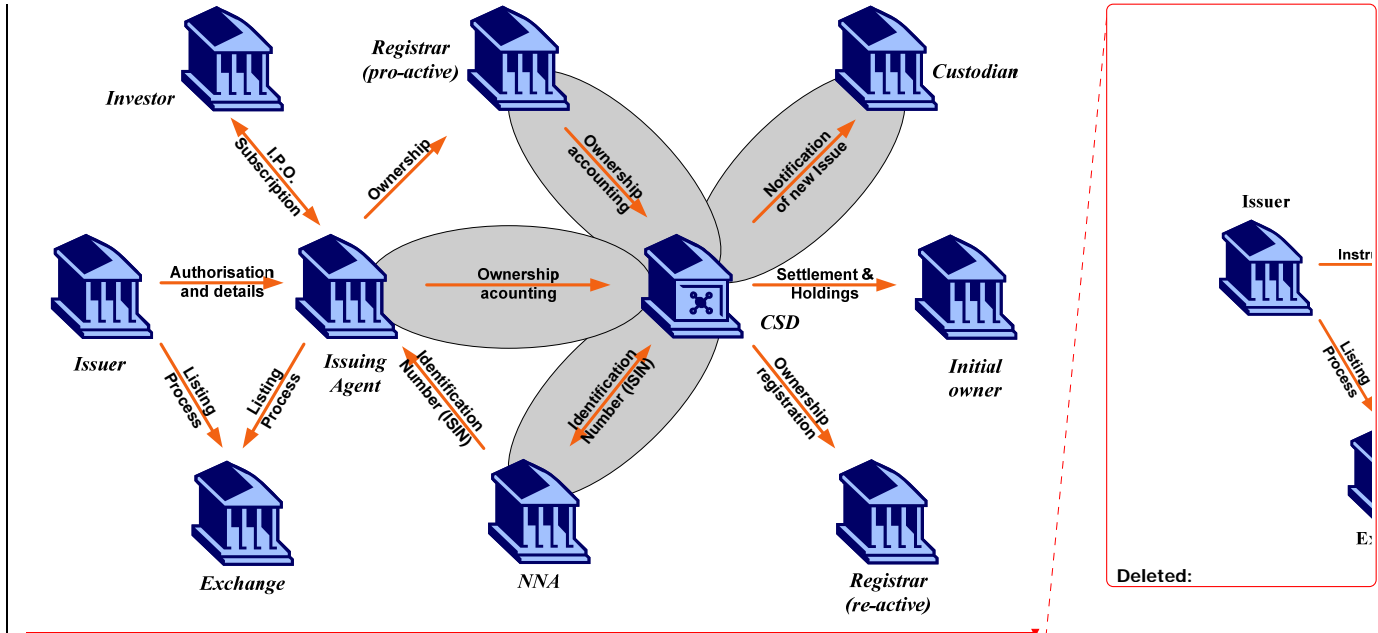 Registrar
(pro-active)
Investor
Custodian
I.P.O.
Subscription
Ownership
Ownership
accounting
Notification
of new Issue
Authorisation
and details
Ownership
acounting
Settlement &
Holdings
CSD
Issuer
Issuing
Agent
Initial
owner
Listing
Process
Listing
Process
Identification
Number (ISIN)
Identification
Number (ISIN)
Ownership
registration
Exchange
NNA
Registrar
(re-active)
Issuer
Instru
Listing
Process
Ex
Deleted: